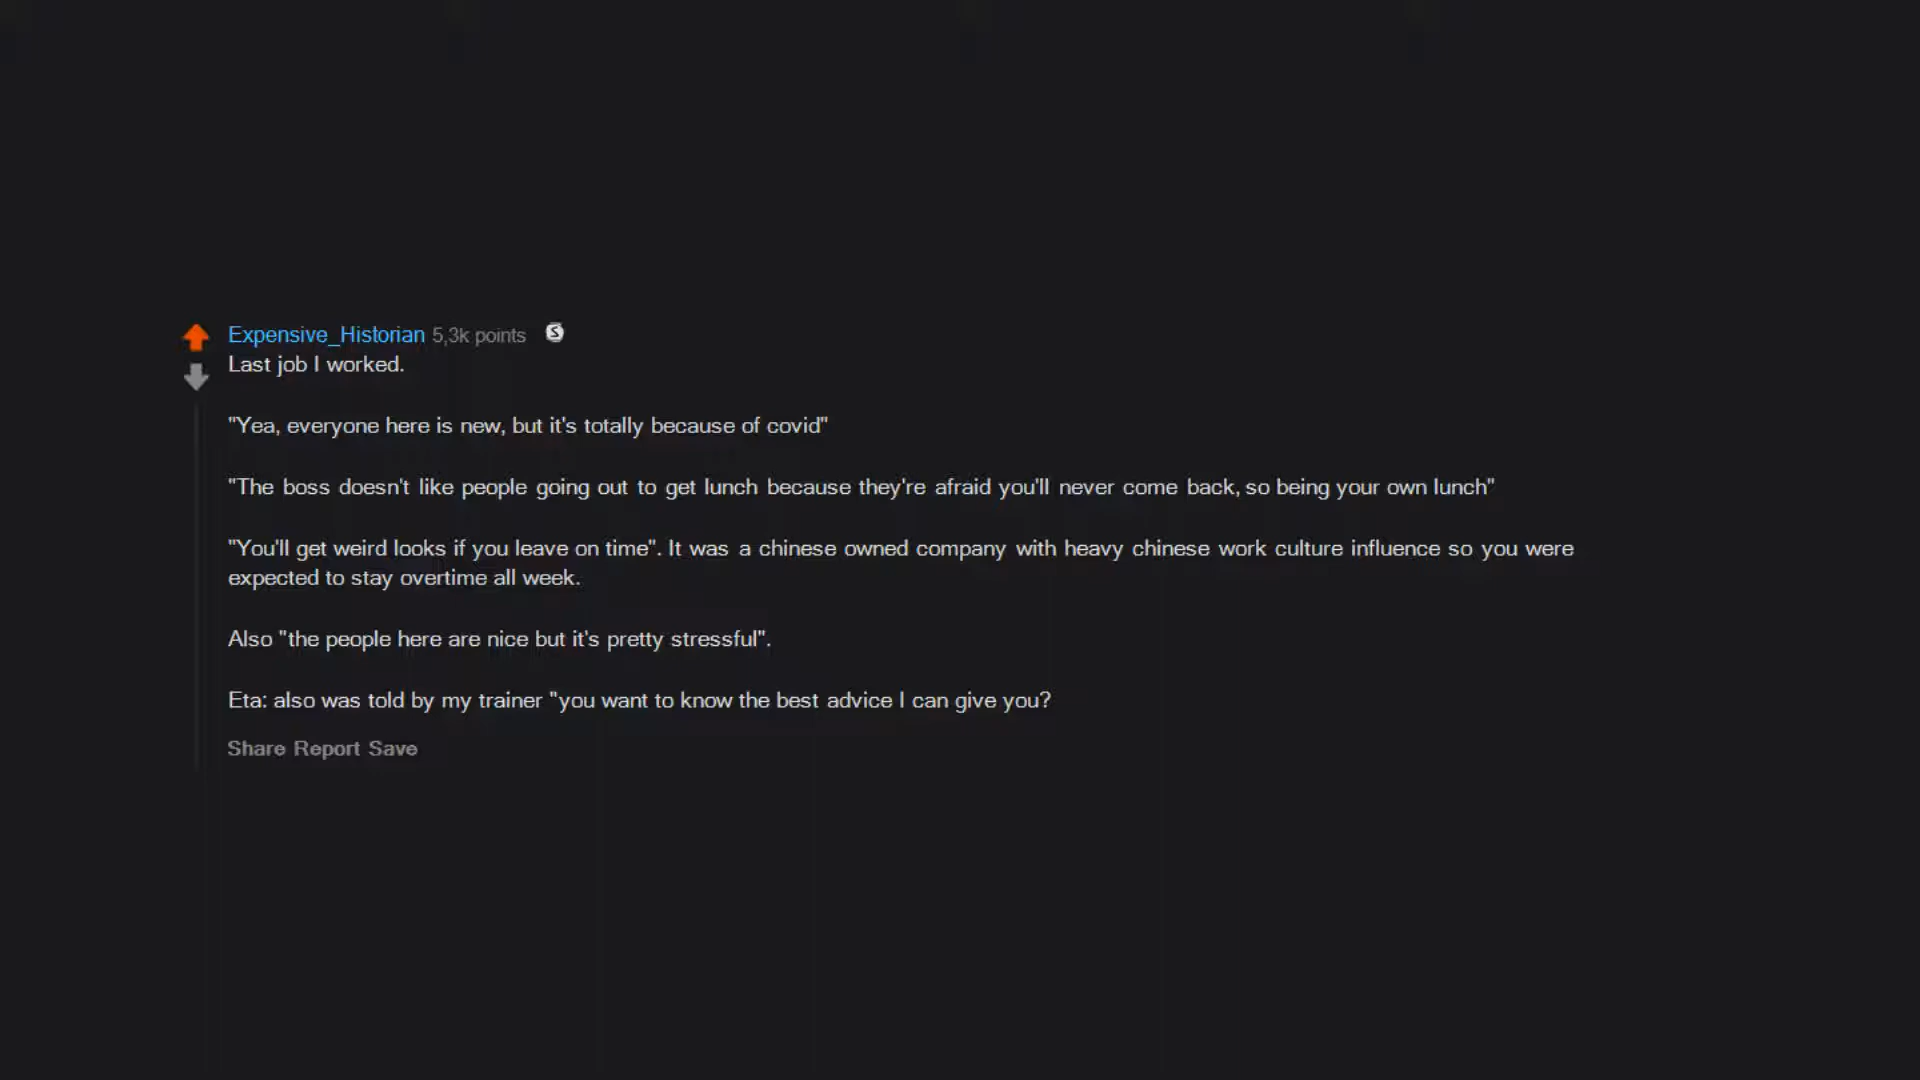 Expensive_Historian 5,3k points
Last job I worked.
"Yea, everyone here is new, but it's totally because of covid"
"The boss doesn't like people going out to get lunch because they're afraid you'll never come back, so being your own lunch"
"You'll get weird looks if you leave on time". It was a chinese owned company with heavy chinese work culture influence so you were
expected to stay overtime all week.
Also "the people here are nice but it's pretty stressful".
Eta: also was told by my trainer "you want to know the best advice I can give you?
Share Report Save